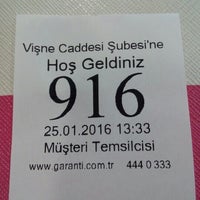 Vişne Caddesi Şubesi'ne
Hoş Geldiniz
916
25.01.2016 13:33
Müşteri Temsilcisi
www.garanti.com.tr 444 0 333